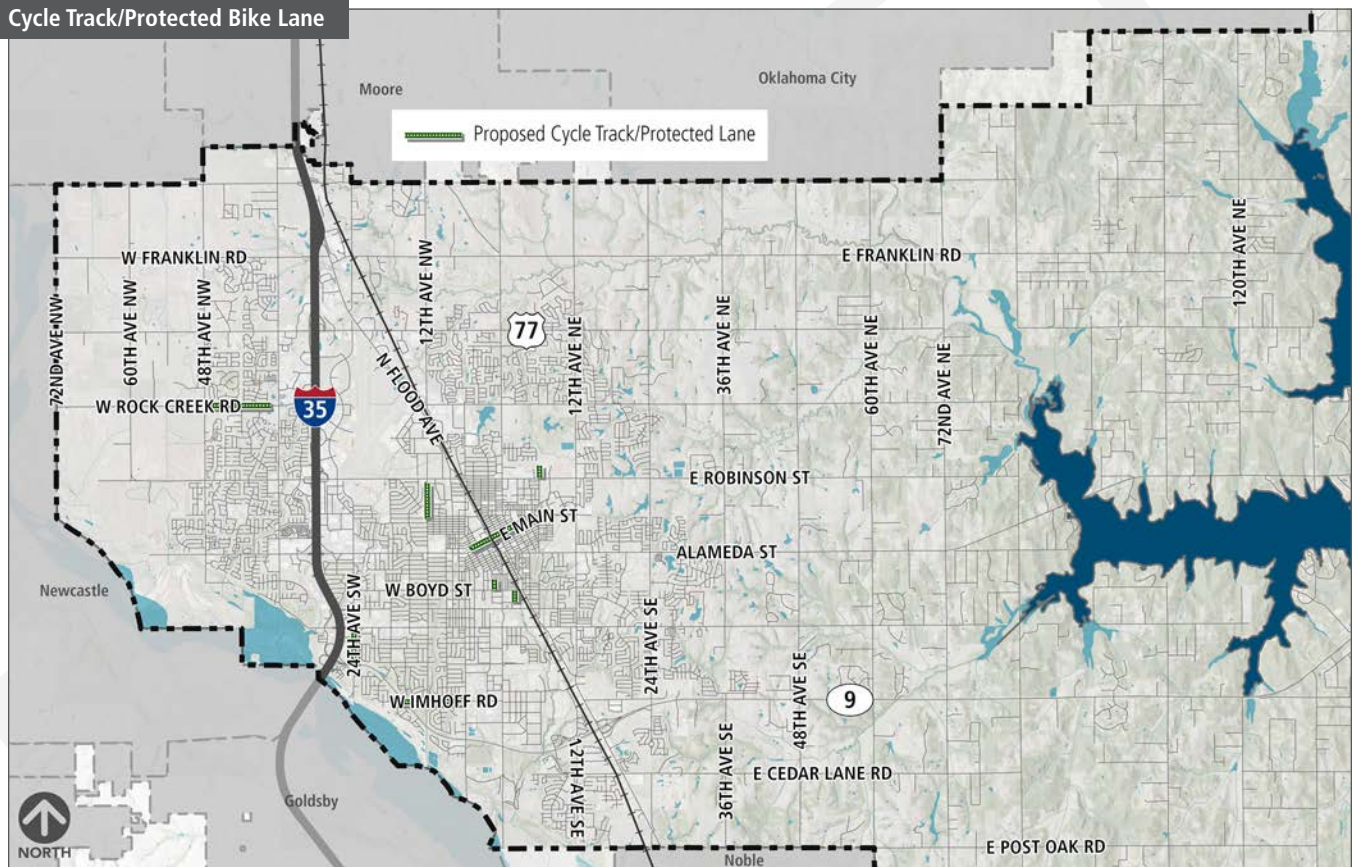 Cycle Track/Protected Bike Lane
Moore
Oklahoma City
Proposed Cycle Track/Protected Lane
W FRANKLIN RD
E FRANKLIN RD
72ND AVE NW
60TH AVE NW
48TH AVE NW
12TH AVE NW
77
12TH AVE NE
36TH AVE NE
60TH AVE NE
72ND AVE NE
120TH AVE NE
N FLOOD AVE
W ROCK CREEK RD
35
E ROBINSON ST
E MAIN ST
ALAMEDA ST
Newcastle
W BOYD ST
24TH AVE SW
24TH AVE SE
W IMHOFF RD
48TH AVE SE
9
12TH AVE SE
36TH AVE SE
E CEDAR LANE RD
Goldsby
NORTH
Noble
E POST OAK RD